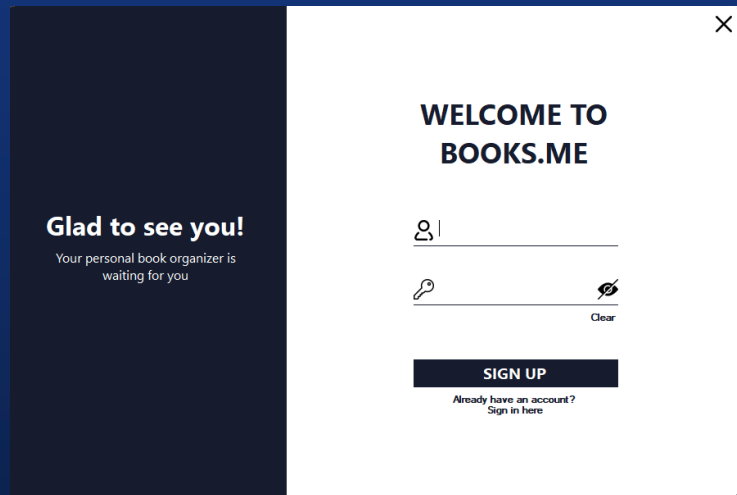 Glad to see you!
Your personal book organizer is
waiting for you
WELCOME TO
BOOKS.ME
Clear
SIGN UP
Already have an account?
Sign in here